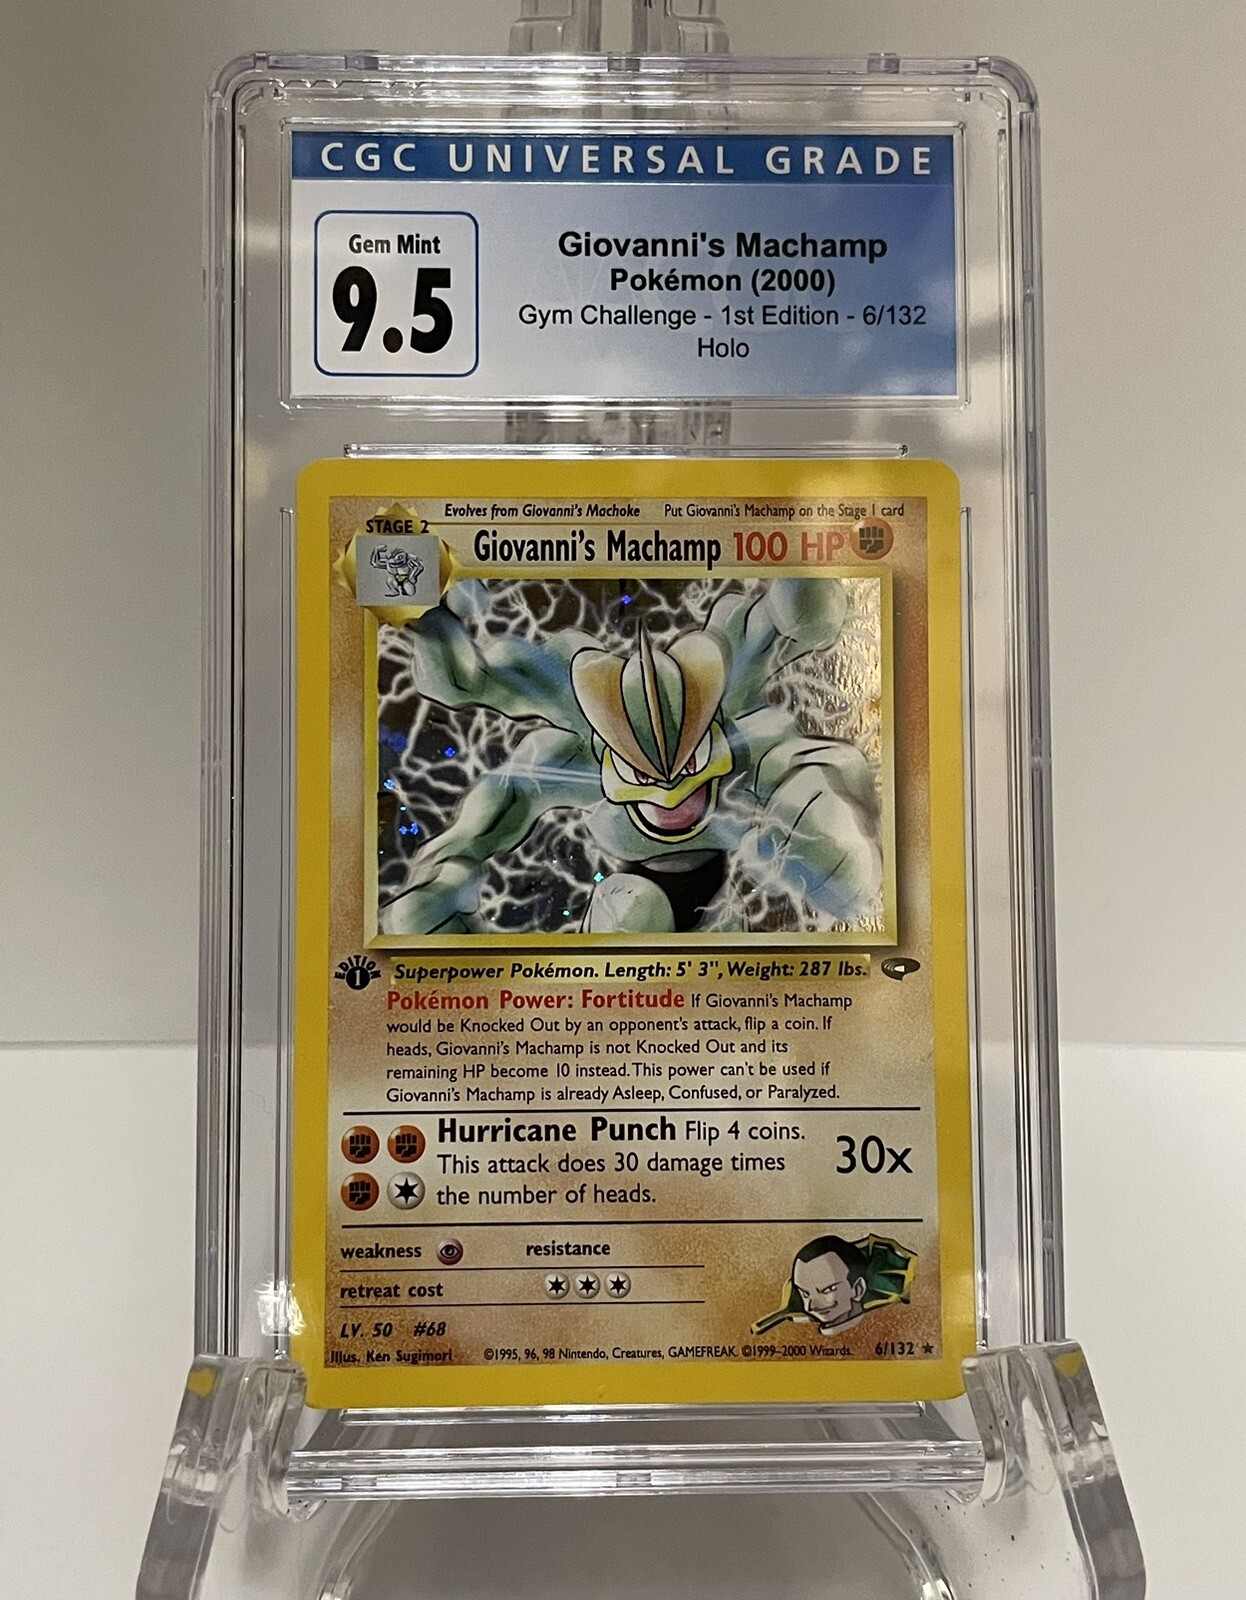 CGC UNIVERSAL GRADE
Gem Mint
9.5
Giovanni's Machamp
Pokémon (2000)
Gym Challenge - 1st Edition - 6/132
Holo
Evolves from Giovanni's Machoke Put Giovanni's Machamp on the Stage 1 card
STAGE 2
Giovanni's Machamp 100 HP
EDITION
1
Superpower Pokémon. Length: 5' 3", Weight: 287 lbs.
Pokémon Power: Fortitude If Giovanni's Machamp
would be Knocked Out by an opponent's attack, flip a coin. If
heads, Giovanni's Machamp is not Knocked Out and its
remaining HP become 10 instead. This power can't be used if
Giovanni's Machamp is already Asleep, Confused, or Paralyzed.
Hurricane Punch Flip 4 coins.
This attack does 30 damage times
the number of heads.
30x
weakness resistance
retreat cost
LV. 50 #68
Illus. Ken Sugimori ©1995, 96, 98 Nintendo, Creatures, GAMEFREAK. ©1999-2000 Wizards. 6/132 ★